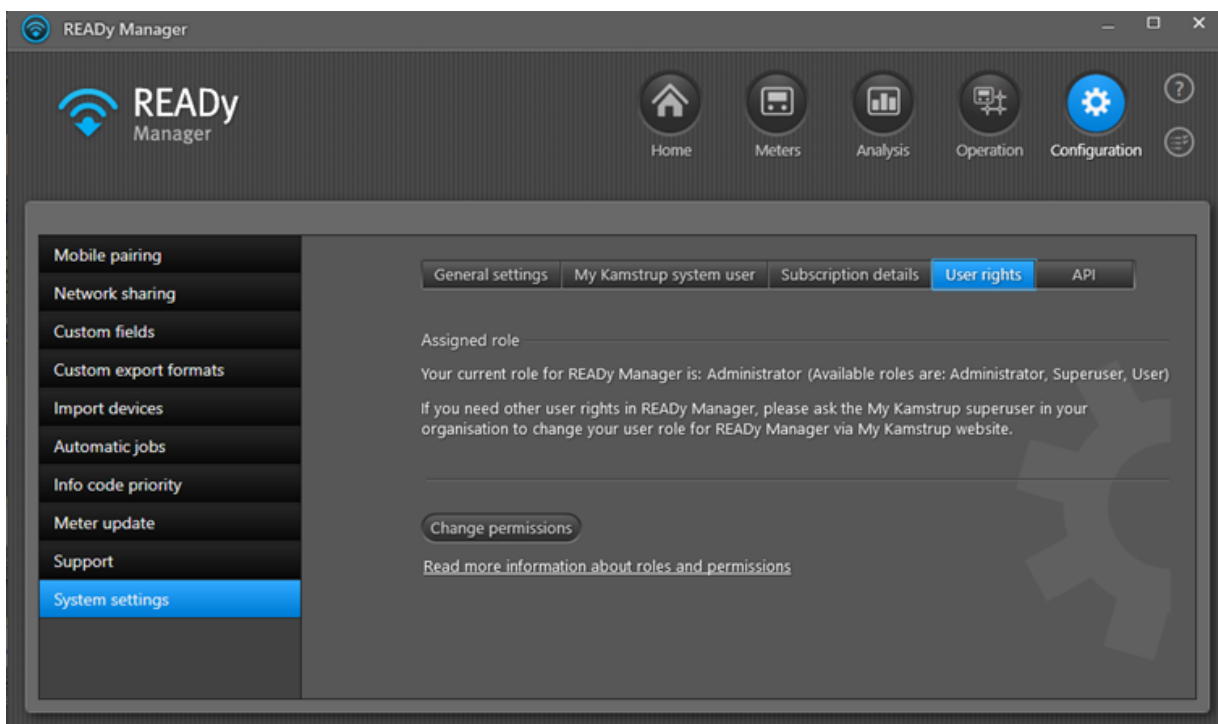 READy Manager
READy
Manager
Home
Meters
Analysis
Operation
Configuration
?
Mobile pairing
Network sharing
Custom fields
Custom export formats
Import devices
Automatic jobs
Info code priority
Meter update
Support
System settings
General settings
My Kamstrup system user
Subscription details
User rights
API
Assigned role
Your current role for READy Manager is: Administrator (Available roles are: Administrator, Superuser, User)
If you need other user rights in READy Manager, please ask the My Kamstrup superuser in your
organisation to change your user role for READy Manager via My Kamstrup website.
Change permissions
Read more information about roles and permissions